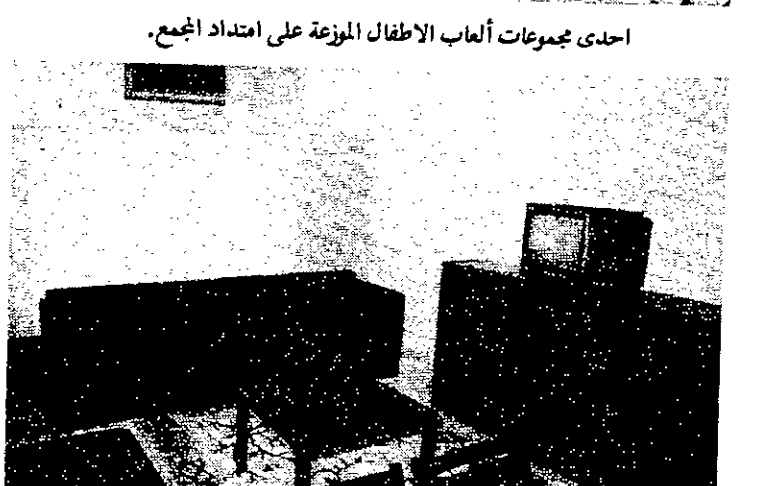 احدى مجموعات ألعاب الاطفال الموزعة على امتداد المجمع.